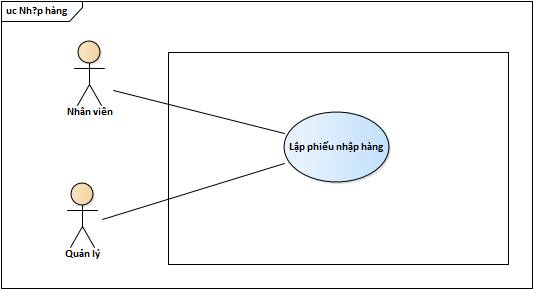 uc Nh?p hàng
Nhân viên
Lập phiếu nhập hàng
Quản lý